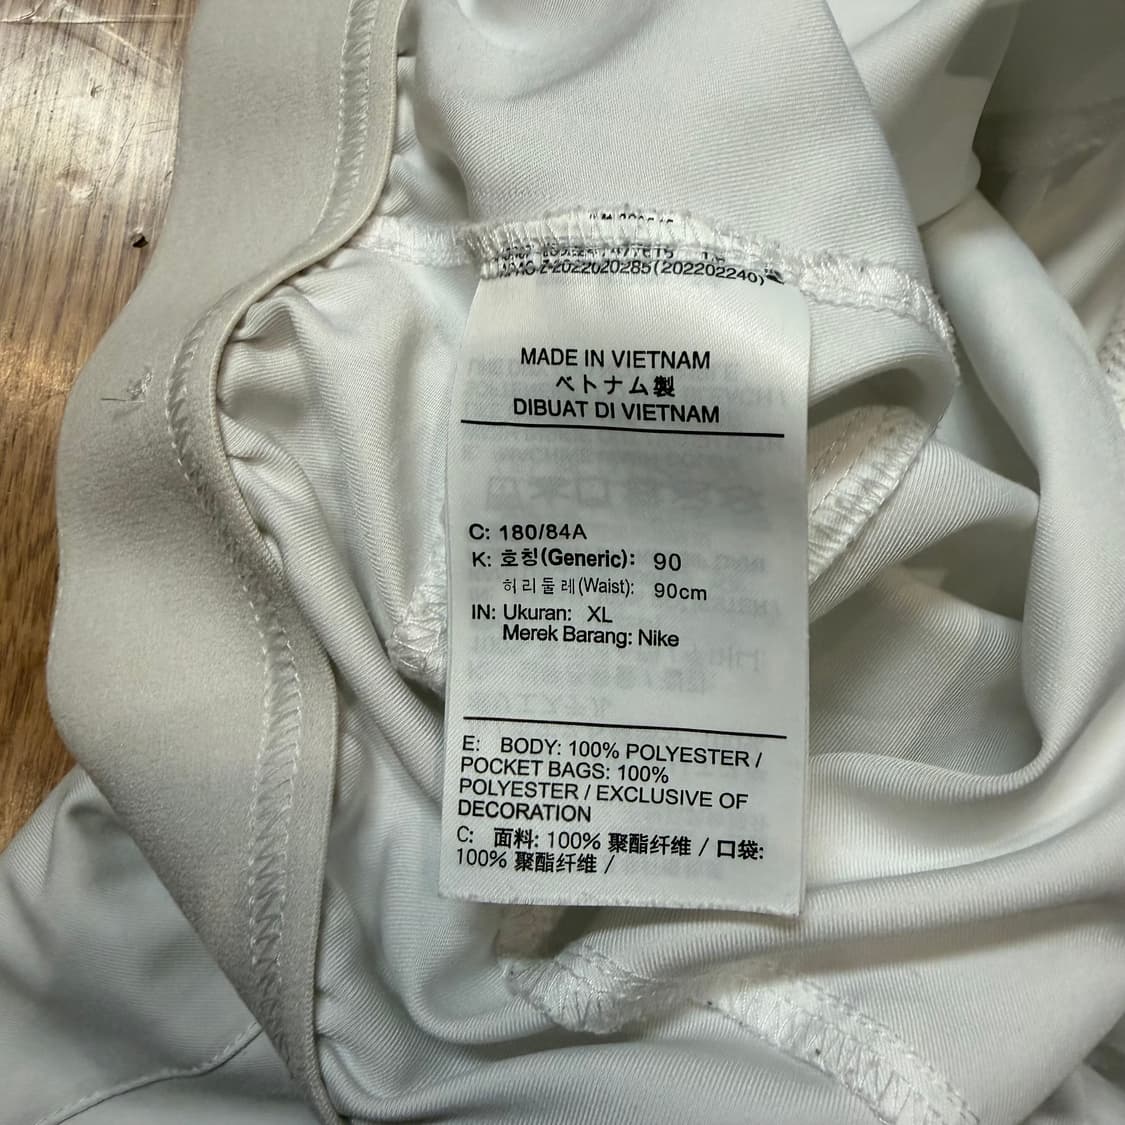 2022020285(202202240)
MADE IN VIETNAM
ベトナム製
DIBUAT DI VIETNAM
C: 180/84A
K: 호칭(Generic): 90
허리둘레(Waist): 90cm
IN: Ukuran: XL
Merek Barang: Nike
E: BODY: 100% POLYESTER /
POCKET BAGS: 100%
POLYESTER / EXCLUSIVE OF
DECORATION
C: 面料: 100% 聚酯纤维 / 口袋:
100% 聚酯纤维 /